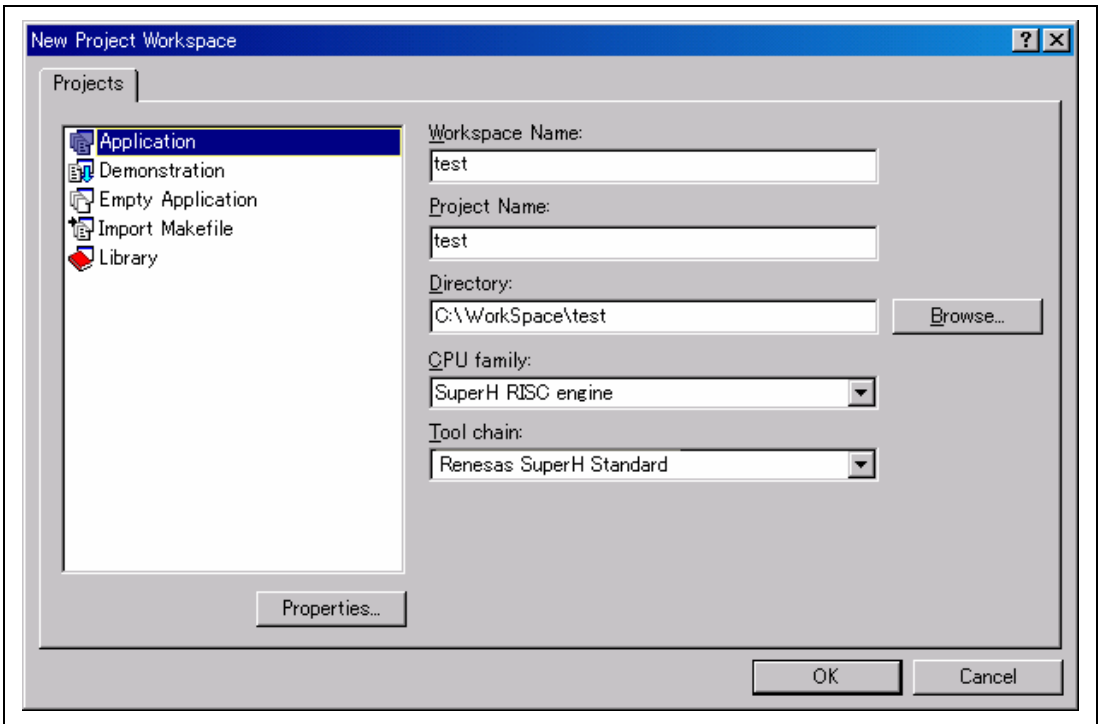 New Project Workspace
Projects
Application
Demonstration
Empty Application
Import Makefile
Library
Properties...
Workspace Name:
test
Project Name:
test
Directory:
C:\WorkSpace\test
Browse...
CPU family:
SuperH RISC engine
Tool chain:
Renesas SuperH Standard
OK
Cancel